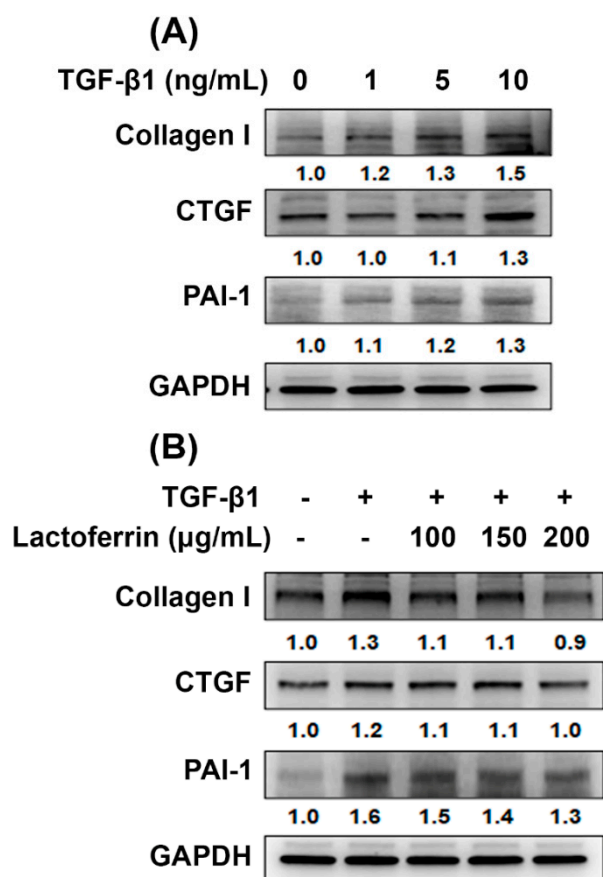 (A)
TGF-β1 (ng/mL) 0 1 5 10
Collagen I
1.0 1.2 1.3 1.5
CTGF
1.0 1.0 1.1 1.3
PAI-1
1.0 1.1 1.2 1.3
GAPDH
(B)
TGF-β1 - + + + +
Lactoferrin (μg/mL) - - 100 150 200
Collagen I
1.0 1.3 1.1 1.1 0.9
CTGF
1.0 1.2 1.1 1.1 1.0
PAI-1
1.0 1.6 1.5 1.4 1.3
GAPDH